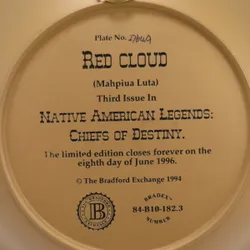 Plate No.
RED CLOUD
(Mahpiua Luta)
Third Issue In
NATIVE AMERICAN LEGENDS:
CHIEFS OF DESTINY.
The limited edition closes forever on the
eighth day of June 1996.
© The Bradford Exchange 1994
BRADEX
84-B10-182.3
NUMBER
B